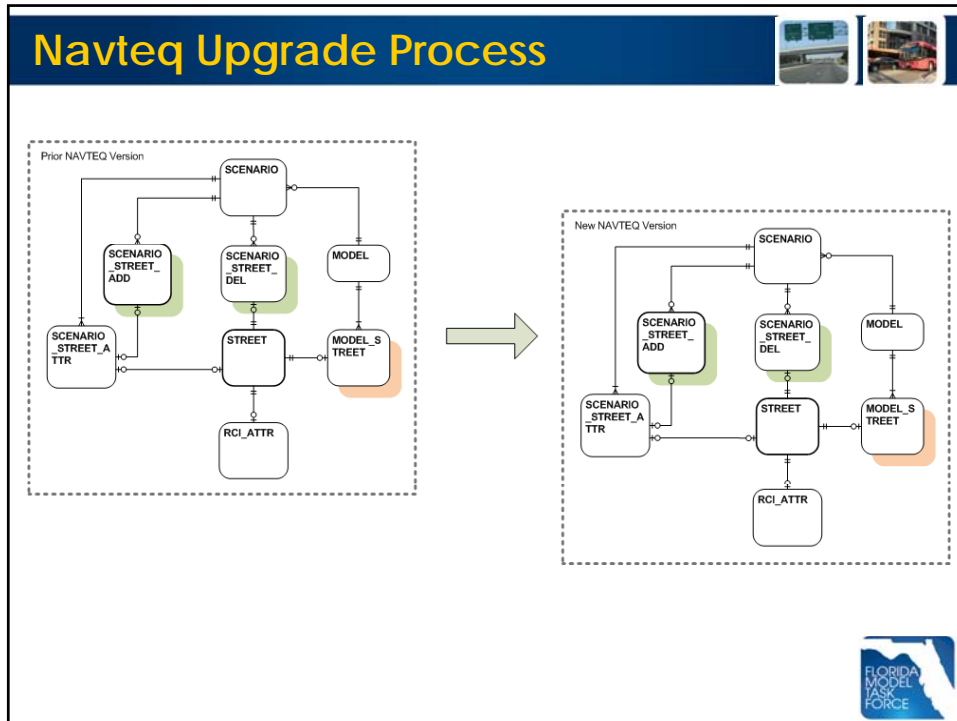 Navteq Upgrade Process
Prior NAVTEQ Version
SCENARIO
SCENARIO
_STREET_
ADD
SCENARIO
_STREET_
DEL
MODEL
SCENARIO
_STREET_A
TTR
STREET
MODEL_S
TREET
RCI_ATTR
New NAVTEQ Version
SCENARIO
SCENARIO
_STREET_
ADD
SCENARIO
_STREET_
DEL
MODEL
SCENARIO
_STREET_A
TTR
STREET
MODEL_S
TREET
RCI_ATTR
FLORIDA
MODEL
TASK
FORCE